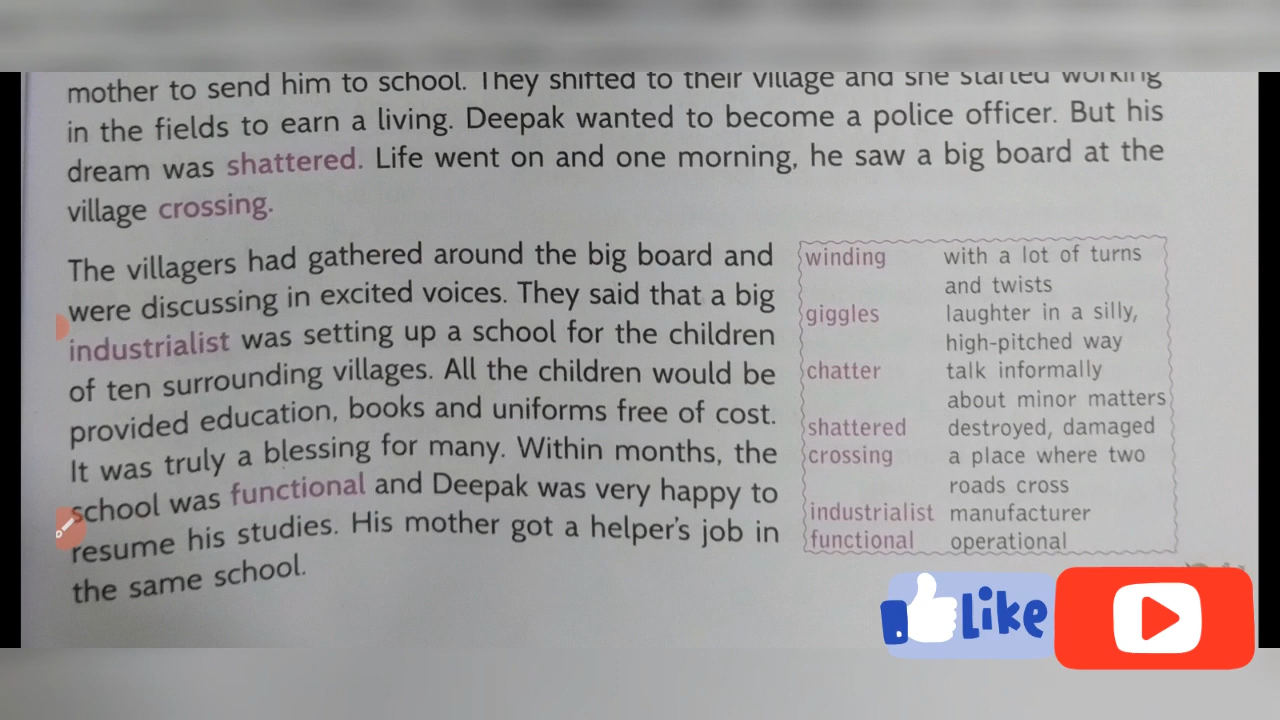 mother to send him to school. They shifted to their village and she started working
in the fields to earn a living. Deepak wanted to become a police officer. But his
dream was shattered. Life went on and one morning, he saw a big board at the
village crossing.
The villagers had gathered around the big board and
were discussing in excited voices. They said that a big
industrialist was setting up a school for the children
of ten surrounding villages. All the children would be
provided education, books and uniforms free of cost.
It was truly a blessing for many. Within months, the
school was functional and Deepak was very happy to
resume his studies. His mother got a helper's job in
the same school.
winding with a lot of turns
and twists
giggles laughter in a silly,
high-pitched way
chatter talk informally
about minor matters
shattered destroyed, damaged
crossing a place where two
roads cross
industrialist manufacturer
functional operational
Like